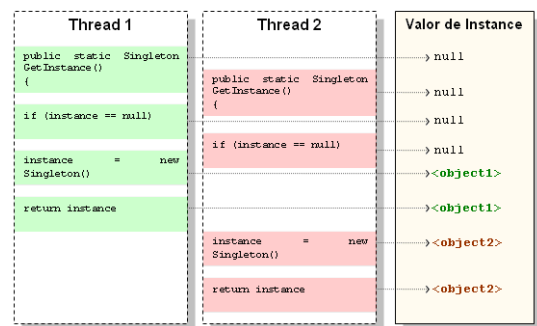 Thread 1
Thread 2
Valor de Instance
public static Singleton
GetInstance()
{
null
public static Singleton
GetInstance()
{
null
if (instance == null)
null
if (instance == null)
null
instance = new
Singleton()
<object1>
return instance
<object1>
instance = new
Singleton()
<object2>
return instance
<object2>